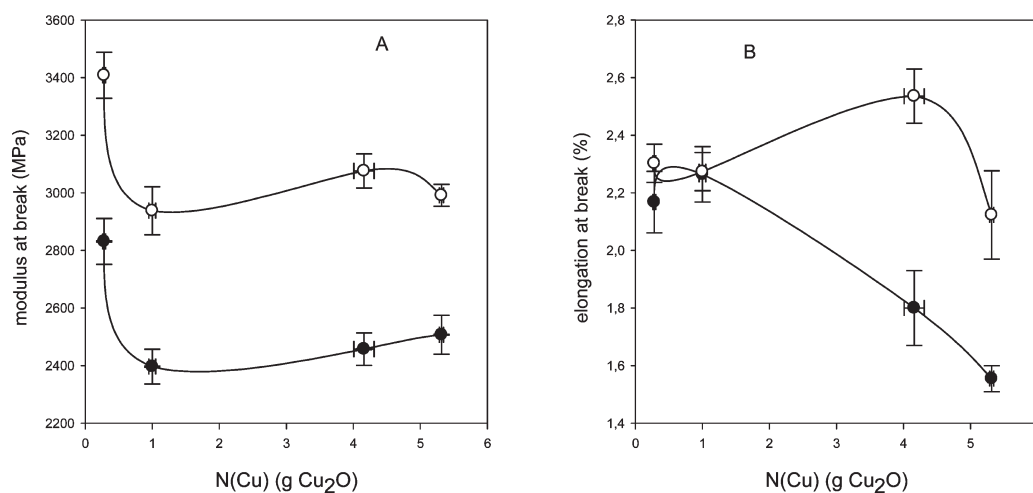 A
modulus at break (MPa)
3600
3400
3200
3000
2800
2600
2400
2200
0 1 2 3 4 5 6
N(Cu) (g Cu2O)
B
elongation at break (%)
2,8
2,6
2,4
2,2
2,0
1,8
1,6
1,4
0 1 2 3 4 5
N(Cu) (g Cu2O)